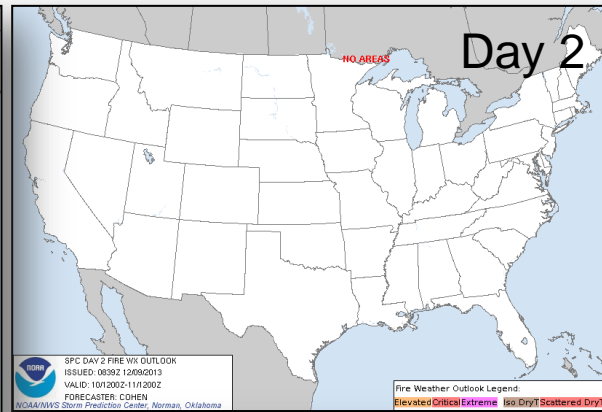 Day 2
NO AREAS
NOAA
SPC DAY 2 FIRE WX OUTLOOK
ISSUED: 0839Z 12/09/2013
VALID: 10/1200Z-11/1200Z
FORECASTER: COHEN
NOAA/NWS Storm Prediction Center, Norman, Oklahoma
Fire Weather Outlook Legend:
Elevated Critical Extreme Iso DryT Scattered DryT